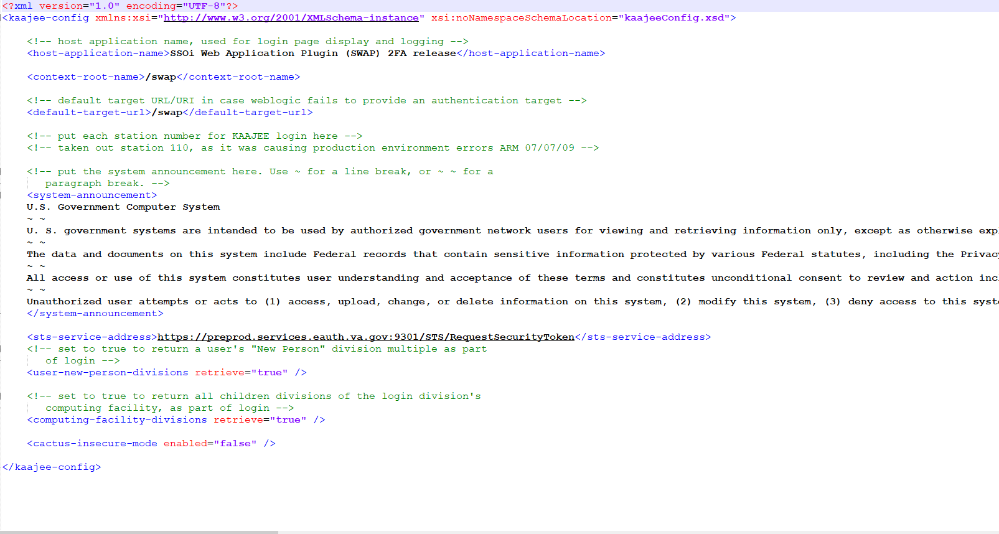 <?xml version="1.0" encoding="UTF-8"?>
<kaajee-config xmlns:xsi="http://www.w3.org/2001/XMLSchema-instance" xsi:noNamespaceSchemaLocation="kaajeeConfig.xsd">
<!-- host application name, used for login page display and logging -->
<host-application-name>SSOi Web Application Plugin (SWAP) 2FA release</host-application-name>
<context-root-name>/swap</context-root-name>
<!-- default target URL/URI in case weblogic fails to provide an authentication target -->
<default-target-url>/swap</default-target-url>
<!-- put each station number for KAAJEE login here -->
<!-- taken out station 110, as it was causing production environment errors ARM 07/07/09 -->
<!-- put the system announcement here. Use ~ for a line break, or ~ ~ for a
paragraph break. -->
<system-announcement>
U.S. Government Computer System
~ ~
U. S. government systems are intended to be used by authorized government network users for viewing and retrieving information only, except as otherwise exp
~ ~
The data and documents on this system include Federal records that contain sensitive information protected by various Federal statutes, including the Privacy
~ ~
All access or use of this system constitutes user understanding and acceptance of these terms and constitutes unconditional consent to review and action inc
~ ~
Unauthorized user attempts or acts to (1) access, upload, change, or delete information on this system, (2) modify this system, (3) deny access to this syste
</system-announcement>
<sts-service-address>https://preprod.services.eauth.va.gov:9301/STS/RequestSecurityToken</sts-service-address>
<!-- set to true to return a user's "New Person" division multiple as part
of login -->
<user-new-person-divisions retrieve="true" />
<!-- set to true to return all children divisions of the login division's
computing facility, as part of login -->
<computing-facility-divisions retrieve="true" />
<cactus-insecure-mode enabled="false" />
</kaajee-config>